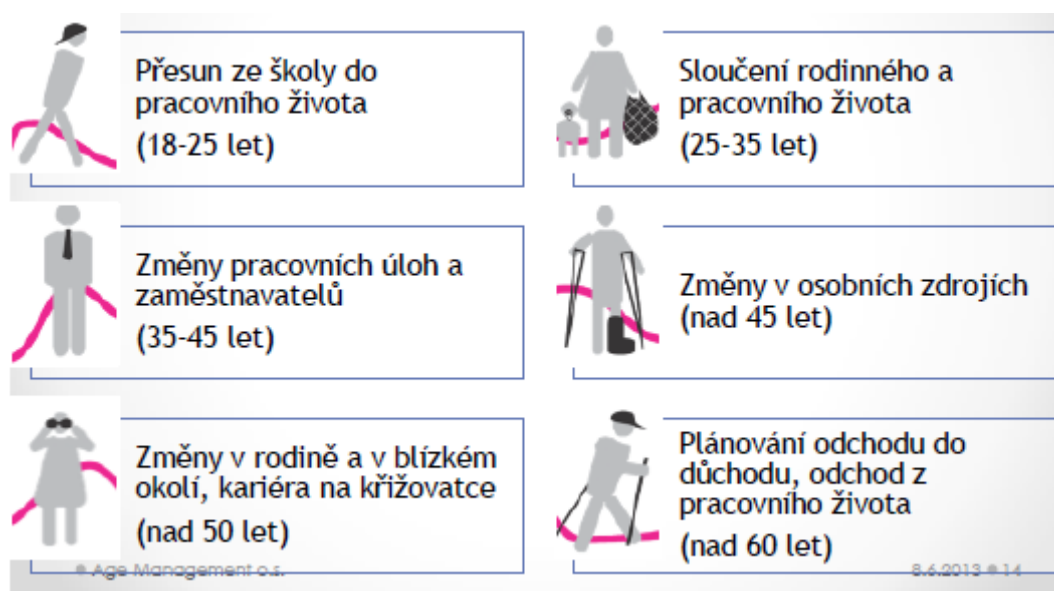 Přesun ze školy do
pracovního života
(18-25 let)
Sloučení rodinného a
pracovního života
(25-35 let)
Změny pracovních úloh a
zaměstnavatelů
(35-45 let)
Změny v osobních zdrojích
(nad 45 let)
Změny v rodině a v blízkém
okolí, kariéra na křižovatce
(nad 50 let)
Plánování odchodu do
důchodu, odchod z
pracovního života
(nad 60 let)
Age Management o.s.
8.6.2013 • 14